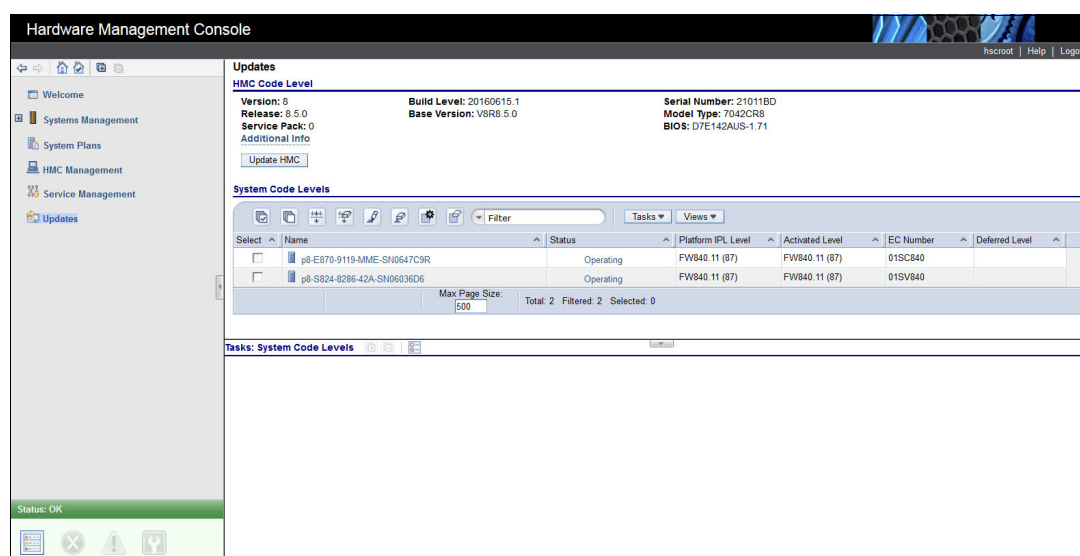 Hardware Management Console
hscroot | Help | Logo
Welcome
Systems Management
System Plans
HMC Management
Service Management
Updates
Status: OK
Updates
HMC Code Level
Version: 8 Build Level: 20160615.1 Serial Number: 21011BD
Release: 8.5.0 Base Version: V8R8.5.0 Model Type: 7042CR8
Service Pack: 0 BIOS: D7E142AUS-1.71
Additional Info
Update HMC
System Code Levels
Filter Tasks Views
Select Name Status Platform IPL Level Activated Level EC Number Deferred Level
p8-E870-9119-MME-SN0647C9R Operating FW840.11 (87) FW840.11 (87) 01SC840
p8-S824-8286-42A-SN06036D6 Operating FW840.11 (87) FW840.11 (87) 01SV840
Max Page Size:
500 Total: 2 Filtered: 2 Selected: 0
Tasks: System Code Levels